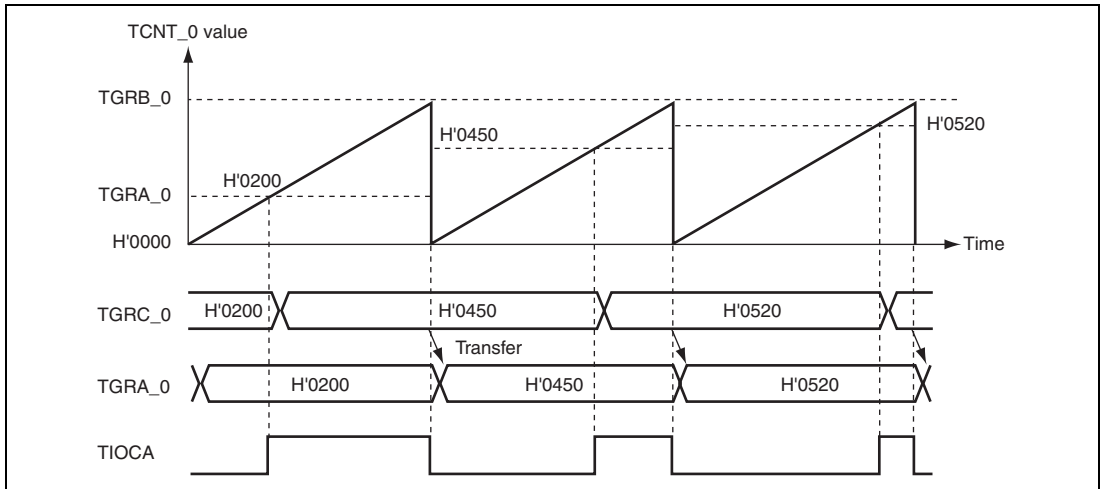 TCNT_0 value
TGRB_0
H'0520
H'0450
H'0200
TGRA_0
H'0000
Time
TGRC_0
H'0200
H'0450
H'0520
Transfer
TGRA_0
H'0200
H'0450
H'0520
TIOCA